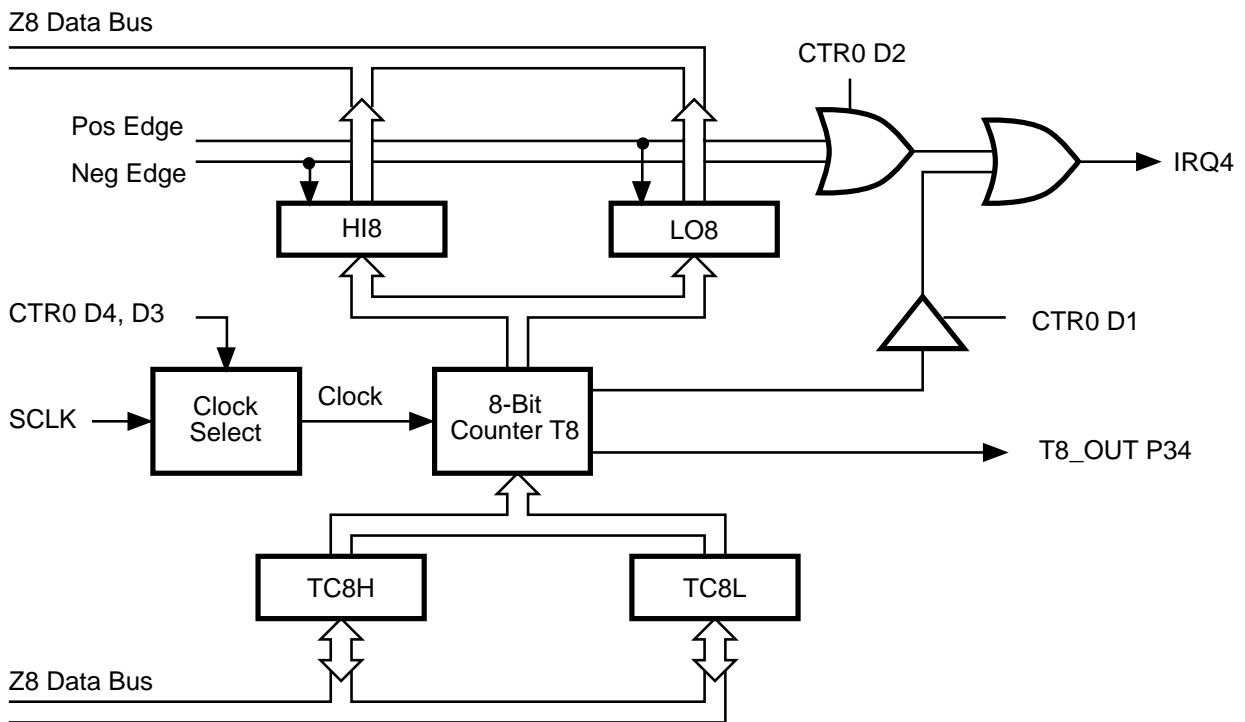 Z8 Data Bus
CTR0 D2
Pos Edge
Neg Edge
IRQ4
HI8
LO8
CTR0 D4, D3
CTR0 D1
SCLK
Clock
Select
Clock
8-Bit
Counter T8
T8_OUT P34
TC8H
TC8L
Z8 Data Bus